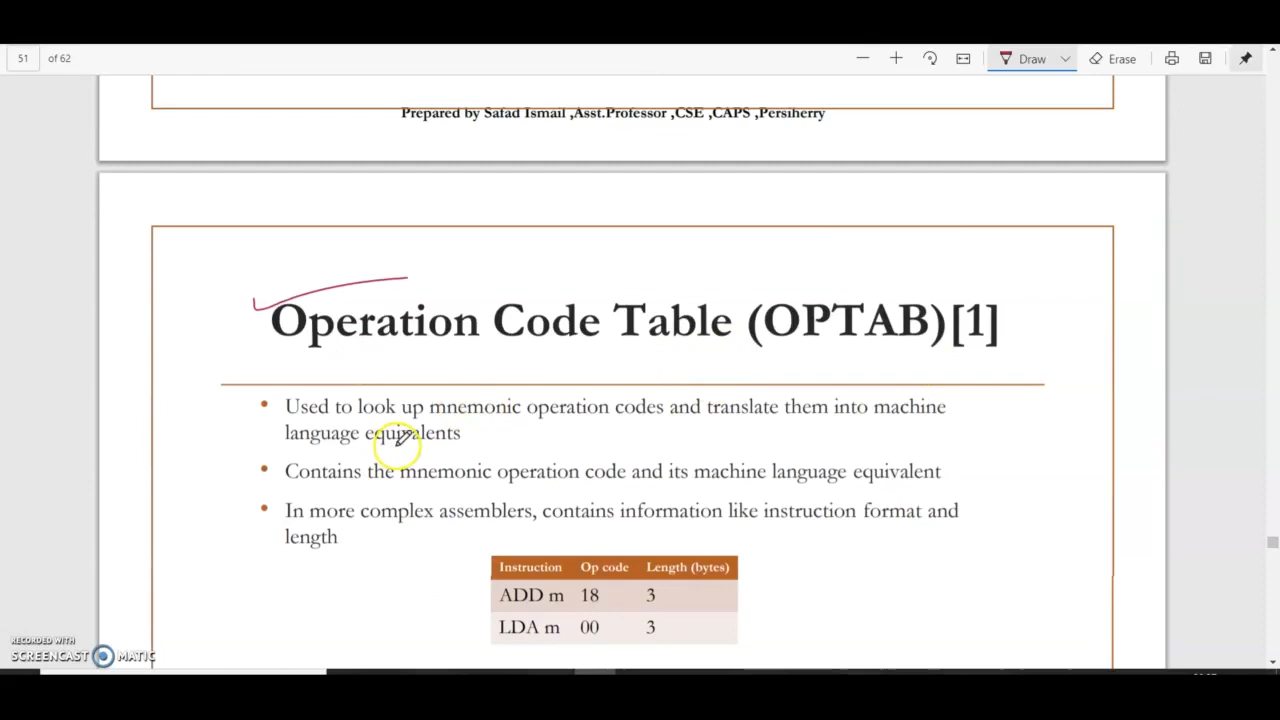 51 of 62
Draw
Erase
Prepared by Safad Ismail ,Asst.Professor ,CSE ,CAPS ,Persiherry
Operation Code Table (OPTAB)[1]
• Used to look up mnemonic operation codes and translate them into machine
language equivalents
• Contains the mnemonic operation code and its machine language equivalent
• In more complex assemblers, contains information like instruction format and
length
Instruction Op code Length (bytes)
ADD m 18 3
LDA m 00 3
RECORDED WITH
SCREENCAST MATIC